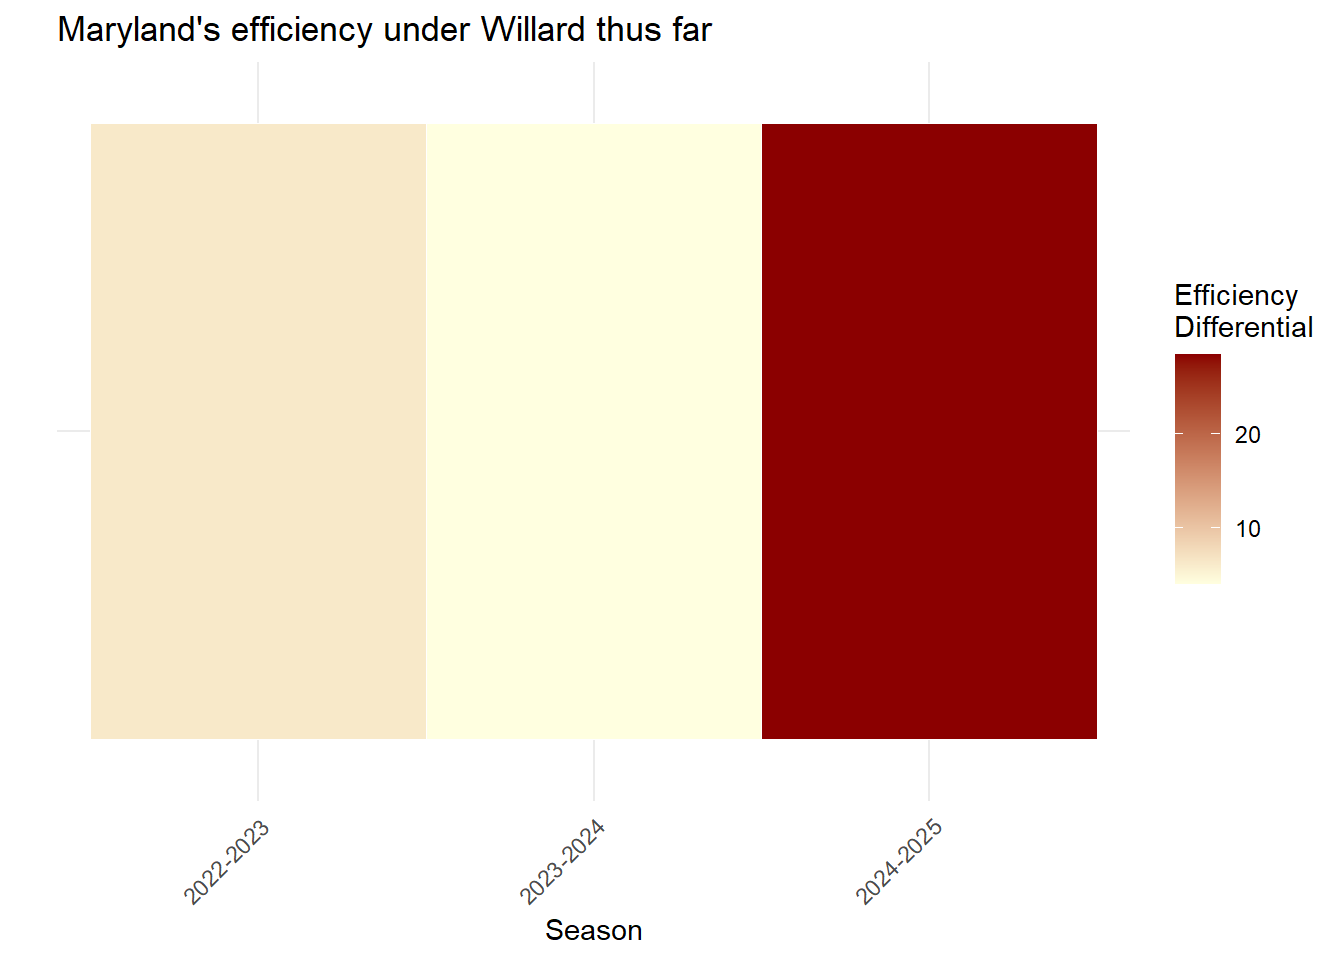 Maryland's efficiency under Willard thus far
Efficiency
Differential
20
10
2022-2023
2023-2024
2024-2025
Season